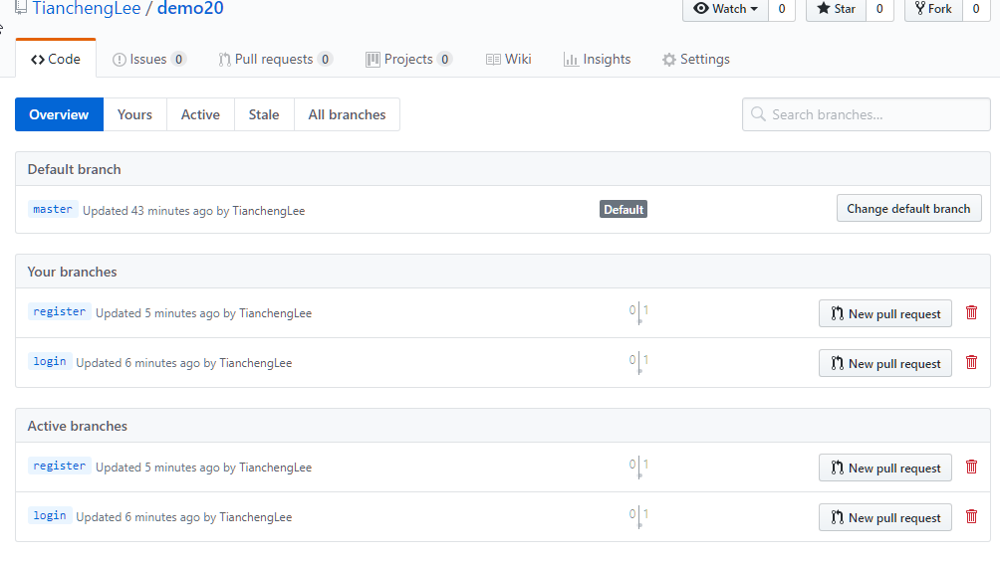 TianchengLee / demo20 Watch 0 Star 0 Fork 0
Code Issues 0 Pull requests 0 Projects 0 Wiki Insights Settings
Overview Yours Active Stale All branches Search branches...
Default branch
master Updated 43 minutes ago by TianchengLee Default Change default branch
Your branches
register Updated 5 minutes ago by TianchengLee 0 1 New pull request
login Updated 6 minutes ago by TianchengLee 0 1 New pull request
Active branches
register Updated 5 minutes ago by TianchengLee 0 1 New pull request
login Updated 6 minutes ago by TianchengLee 0 1 New pull request